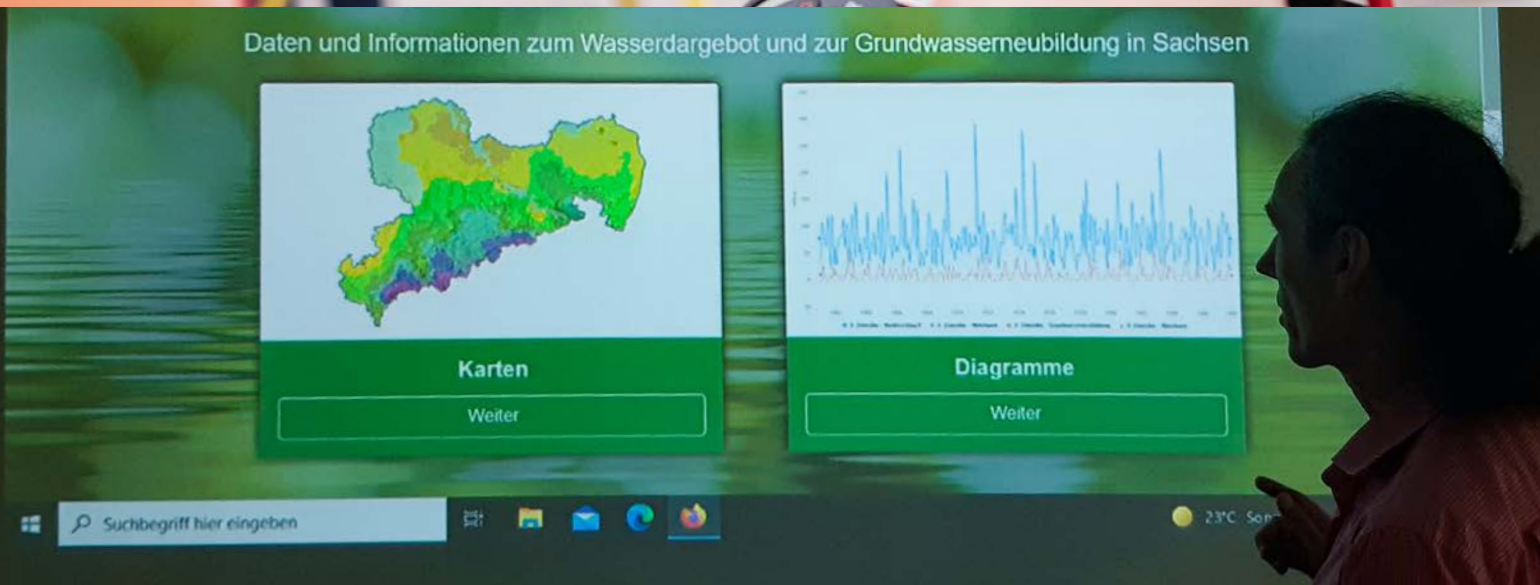 Daten und Informationen zum Wasserdargebot und zur Grundwasserneubildung in Sachsen
Karten
Weiter
Diagramme
Weiter
Suchbegriff hier eingeben
23°C